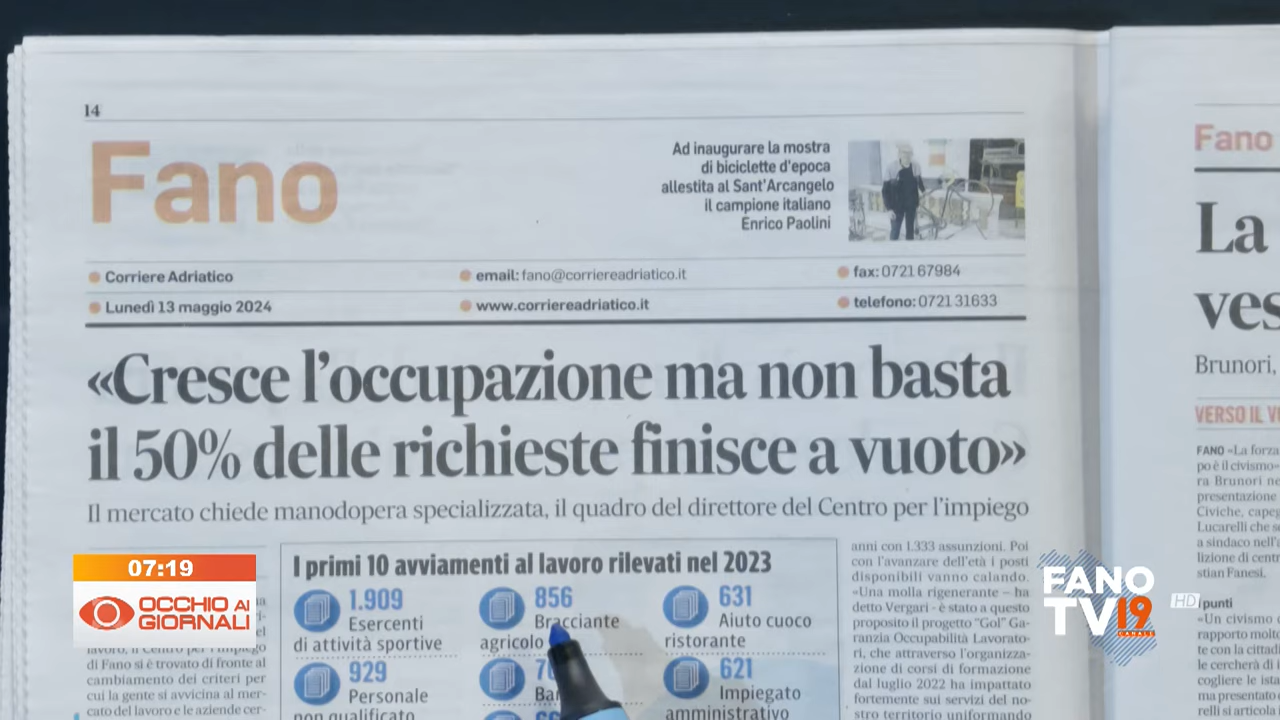 14
Fano
Ad inaugurare la mostra
di biciclette d'epoca
allestita al Sant'Arcangelo
il campione italiano
Enrico Paolini
Corriere Adriatico
email: fano@corriereadriatico.it
fax: 0721 67984
Lunedì 13 maggio 2024
www.corriereadriatico.it
telefono: 0721 31633
«Cresce l'occupazione ma non basta
il 50% delle richieste finisce a vuoto»
Il mercato chiede manodopera specializzata, il quadro del direttore del Centro per l'impiego
lavoro, il Centro per l'impiego
di Fano si è trovato di fronte al
cambiamento dei criteri per
cui la gente si avvicina al mer-
cato del lavoro e le aziende cer-
I primi 10 avviamenti al lavoro rilevati nel 2023
1.909
Esercenti
di attività sportive
856
Bracciante
agricolo
631
Aiuto cuoco
ristorante
929
Personale
non qualificato
621
Impiegato
amministrativo
anni con 1.333 assunzioni. Poi
con l'avanzare dell'età i posti
disponibili vanno calando.
«Una molla rigenerante – ha
detto Vergari - è stato a questo
proposito il progetto "Gol" Ga-
ranzia Occupabilità Lavorato-
ri, che attraverso l'organizza-
zione di corsi di formazione
dal luglio 2022 ha impattato
fortemente sui servizi del no-
stro territorio uniformando
Fano
La
ves
Brunori,
VERSO IL V
FANO «La forza
po è il civismo»
ra Brunori ne
presentazione
Civiche, capeg
Lucarelli che s
a sindaco nell'a
lizione di cent
stian Fanesi.
I punti
«Un civismo
rapporto molt
te con la cittad
le cercherà di
cogliere le ista
ma presentato
relli si articola
07:19
OCCHIO AI
GIORNALI
FANO
TV 19
CANALE
HD